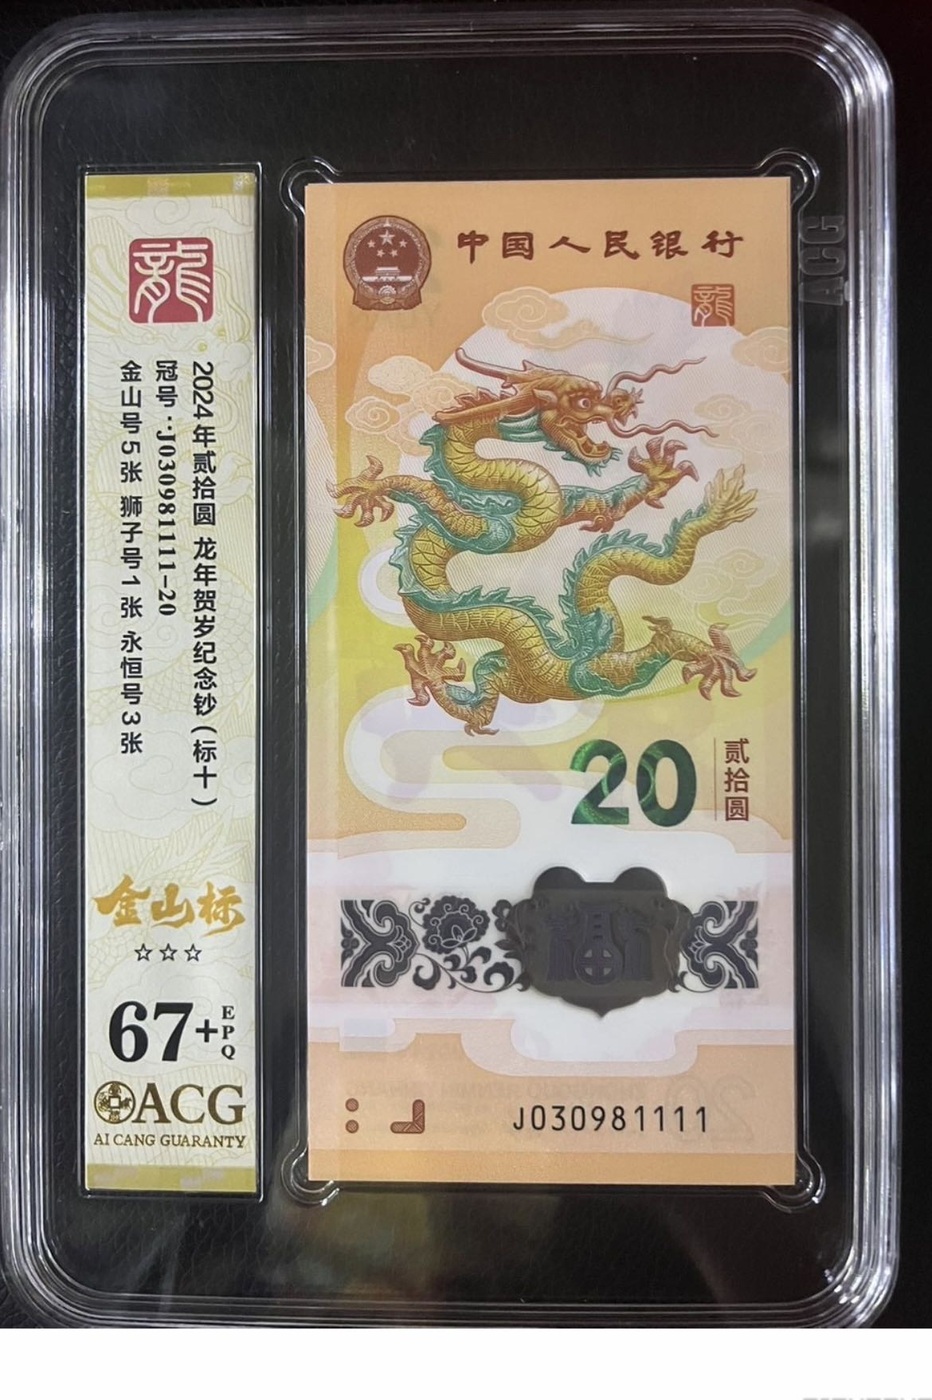 龍
2024年贰拾圆 龙年贺岁纪念钞(标十)
冠号:J030981111-20
金山号5张 狮子号1张 永恒号3张
金山标
☆☆☆
67+EPQ
ACG
AI CANG GUARANTY
中国人民银行
龍
20
贰拾圆
福
J030981111
ACG